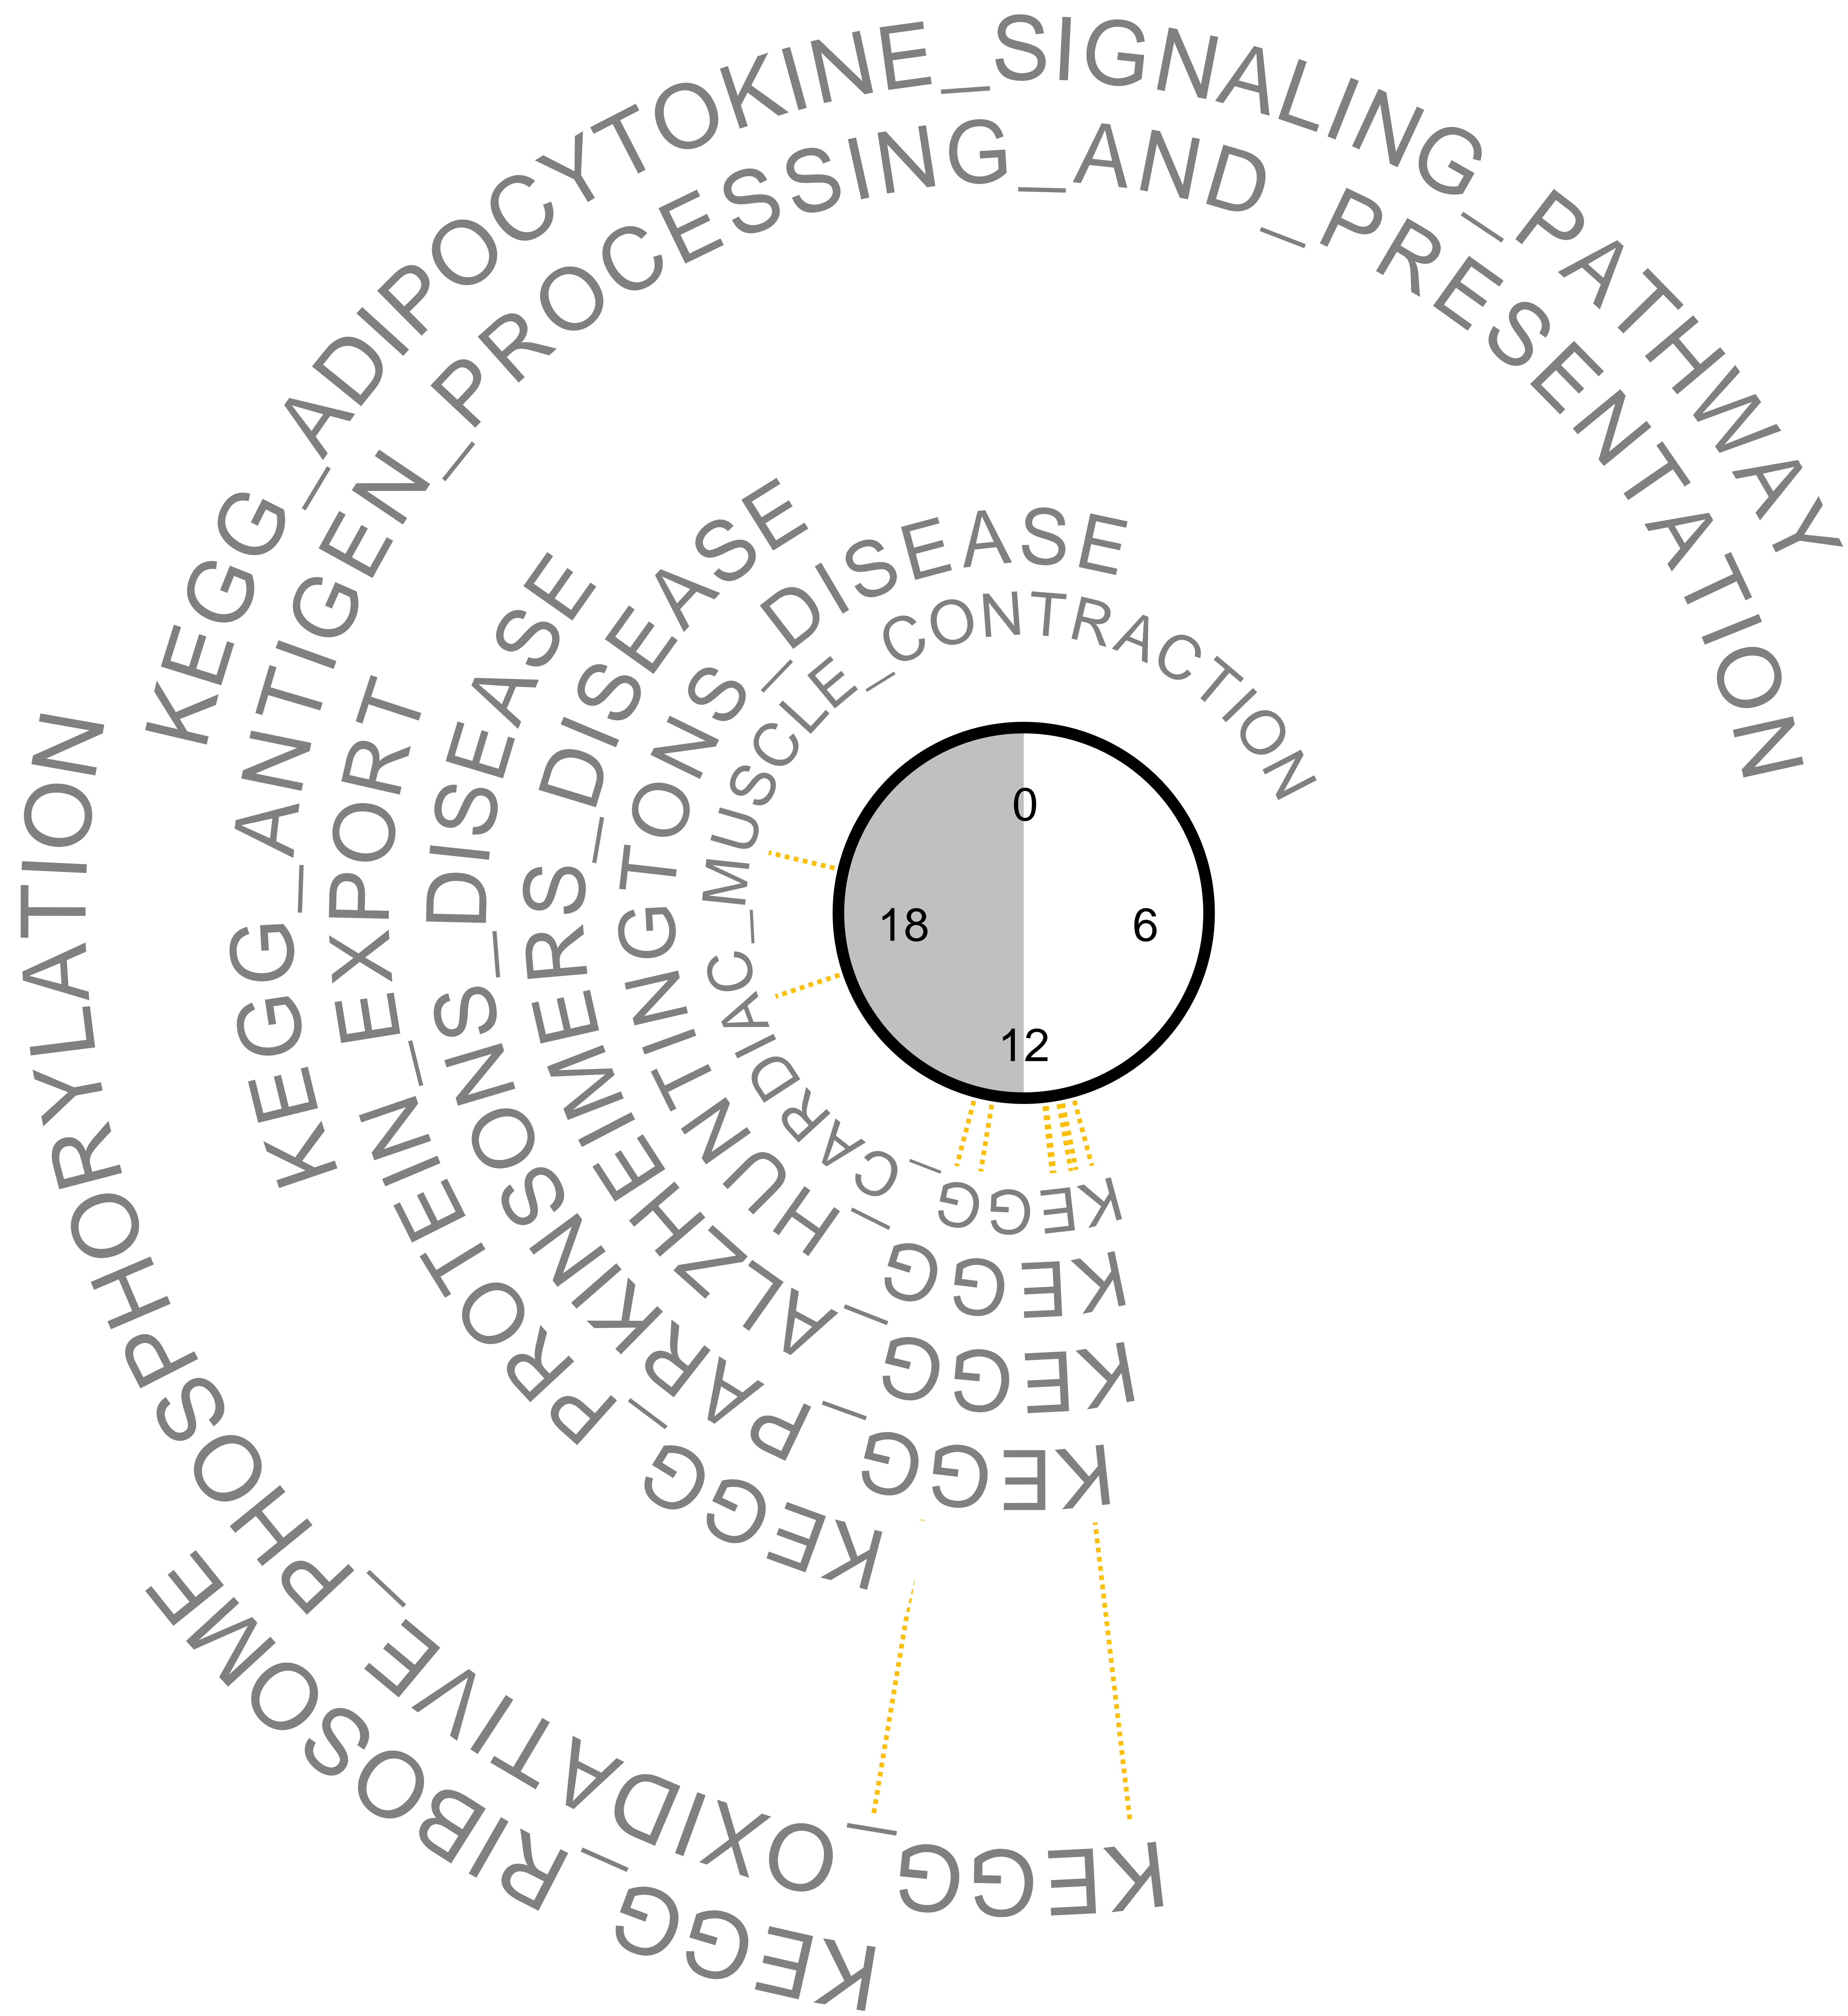 KEGG_ADIPOCYTOKINE_SIGNALING_PATHWAY
KEGG_ANTIGEN_PROCESSING_AND_PRESENTATION
KEGG_OXIDATIVE_PHOSPHORYLATION
KEGG_RIBOSOME
KEGG_PROTEIN_EXPORT
KEGG_PARKINSONS_DISEASE
KEGG_ALZHEIMERS_DISEASE
KEGG_HUNTINGTONS_DISEASE
KEGG_CARDIAC_MUSCLE_CONTRACTION
0
18
6
12